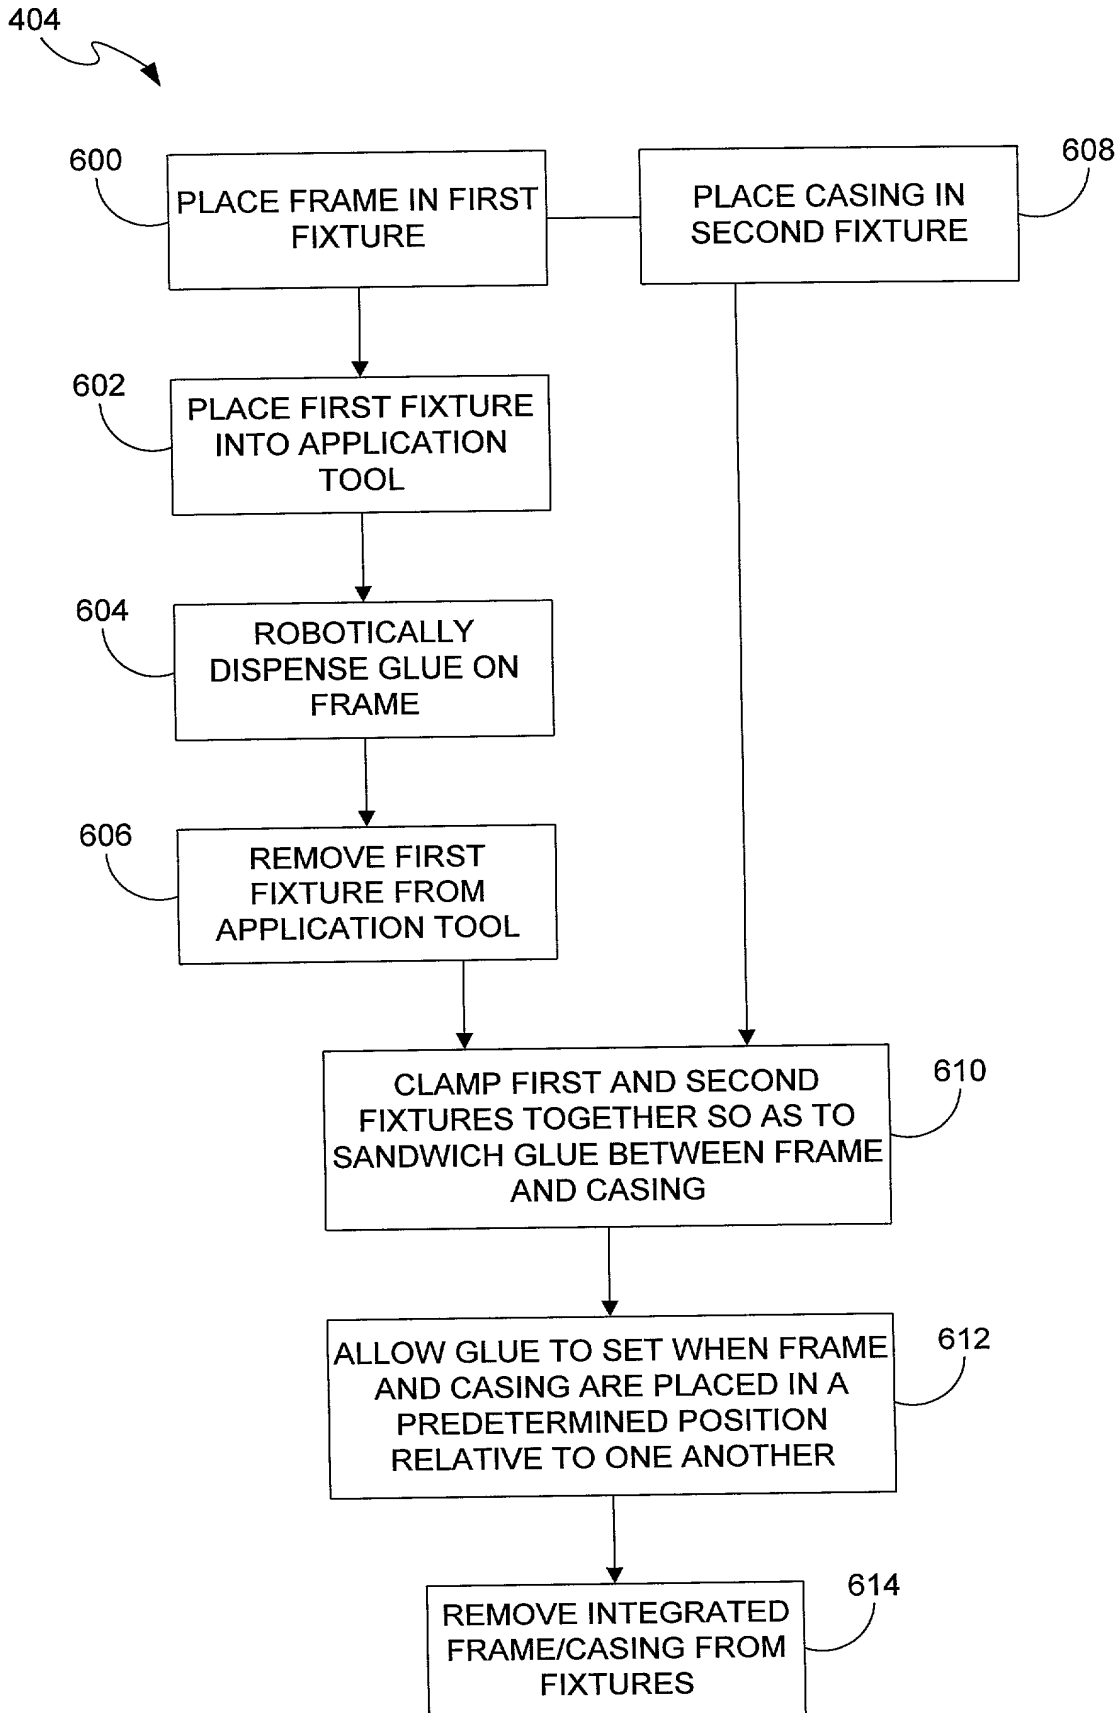 404
600
PLACE FRAME IN FIRST
FIXTURE
608
PLACE CASING IN
SECOND FIXTURE
602
PLACE FIRST FIXTURE
INTO APPLICATION
TOOL
604
ROBOTICALLY
DISPENSE GLUE ON
FRAME
606
REMOVE FIRST
FIXTURE FROM
APPLICATION TOOL
610
CLAMP FIRST AND SECOND
FIXTURES TOGETHER SO AS TO
SANDWICH GLUE BETWEEN FRAME
AND CASING
612
ALLOW GLUE TO SET WHEN FRAME
AND CASING ARE PLACED IN A
PREDETERMINED POSITION
RELATIVE TO ONE ANOTHER
614
REMOVE INTEGRATED
FRAME/CASING FROM
FIXTURES